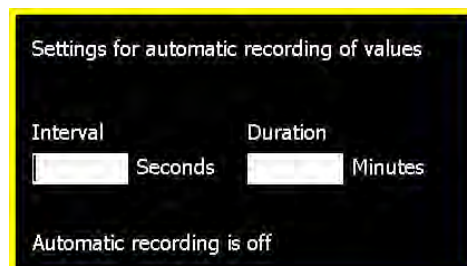 Settings for automatic recording of values
Interval Duration
Seconds Minutes
Automatic recording is off